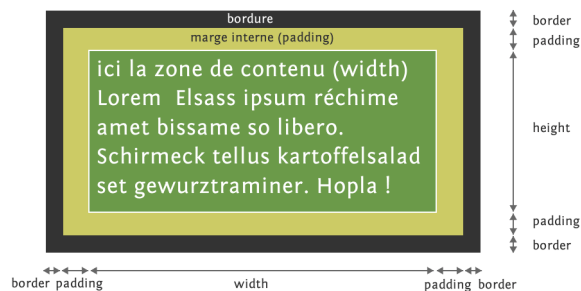 bordure
marge interne (padding)
ici la zone de contenu (width)
Lorem  Elsass ipsum réchime
amet bissame so libero.
Schirmeck tellus kartoffelsalad
set gewurztraminer. Hopla !
border
padding
height
padding
border
border padding width padding border